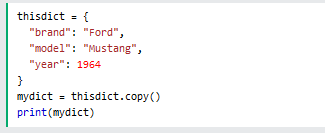 thisdict = {
  "brand": "Ford",
  "model": "Mustang",
  "year": 1964
}
mydict = thisdict.copy()
print(mydict)